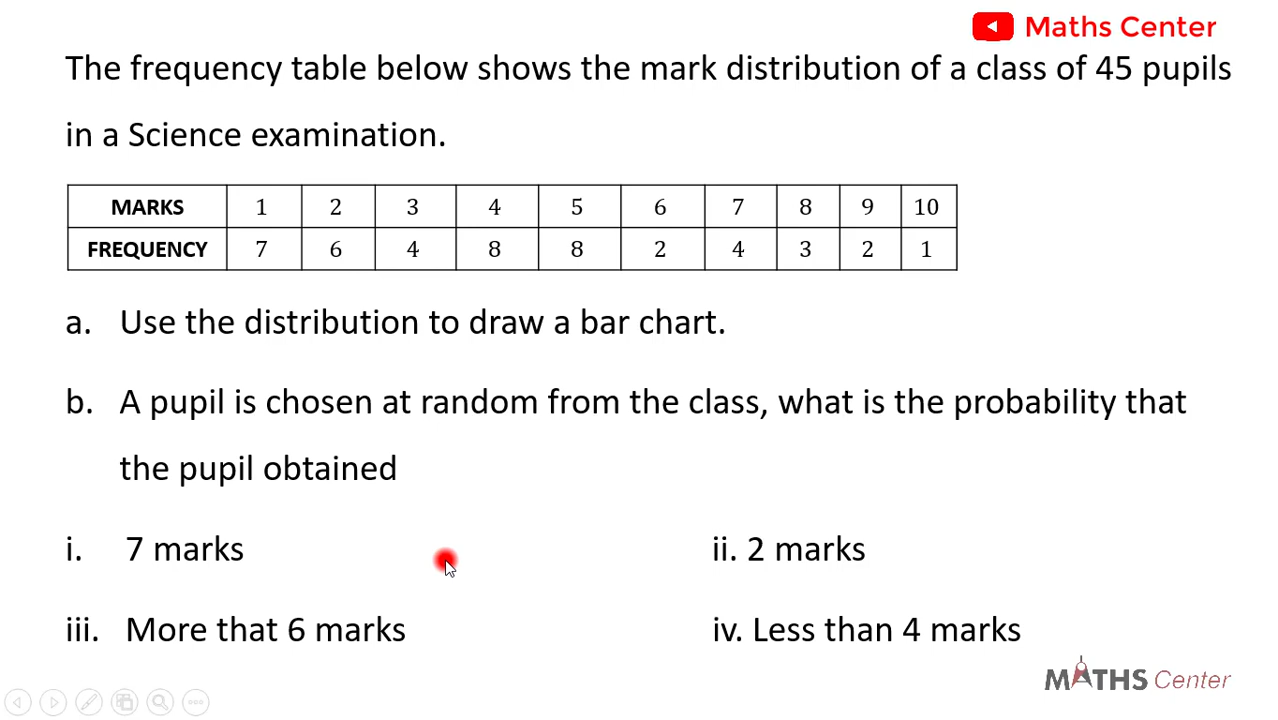 Maths Center
The frequency table below shows the mark distribution of a class of 45 pupils
in a Science examination.
MARKS 1 2 3 4 5 6 7 8 9 10
FREQUENCY 7 6 4 8 8 2 4 3 2 1
a. Use the distribution to draw a bar chart.
b. A pupil is chosen at random from the class, what is the probability that
the pupil obtained
i. 7 marks ii. 2 marks
iii. More that 6 marks iv. Less than 4 marks
MATHS Center